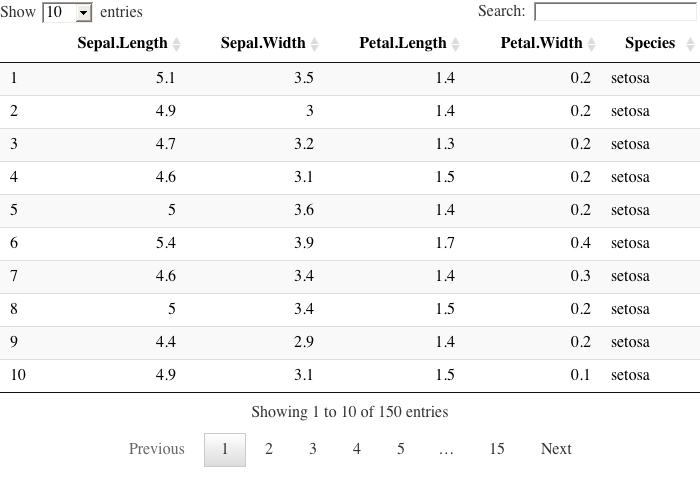 Show 10 entries Search:
Sepal.Length Sepal.Width Petal.Length Petal.Width Species
1 5.1 3.5 1.4 0.2 setosa
2 4.9 3 1.4 0.2 setosa
3 4.7 3.2 1.3 0.2 setosa
4 4.6 3.1 1.5 0.2 setosa
5 5 3.6 1.4 0.2 setosa
6 5.4 3.9 1.7 0.4 setosa
7 4.6 3.4 1.4 0.3 setosa
8 5 3.4 1.5 0.2 setosa
9 4.4 2.9 1.4 0.2 setosa
10 4.9 3.1 1.5 0.1 setosa
Showing 1 to 10 of 150 entries
Previous 1 2 3 4 5 … 15 Next